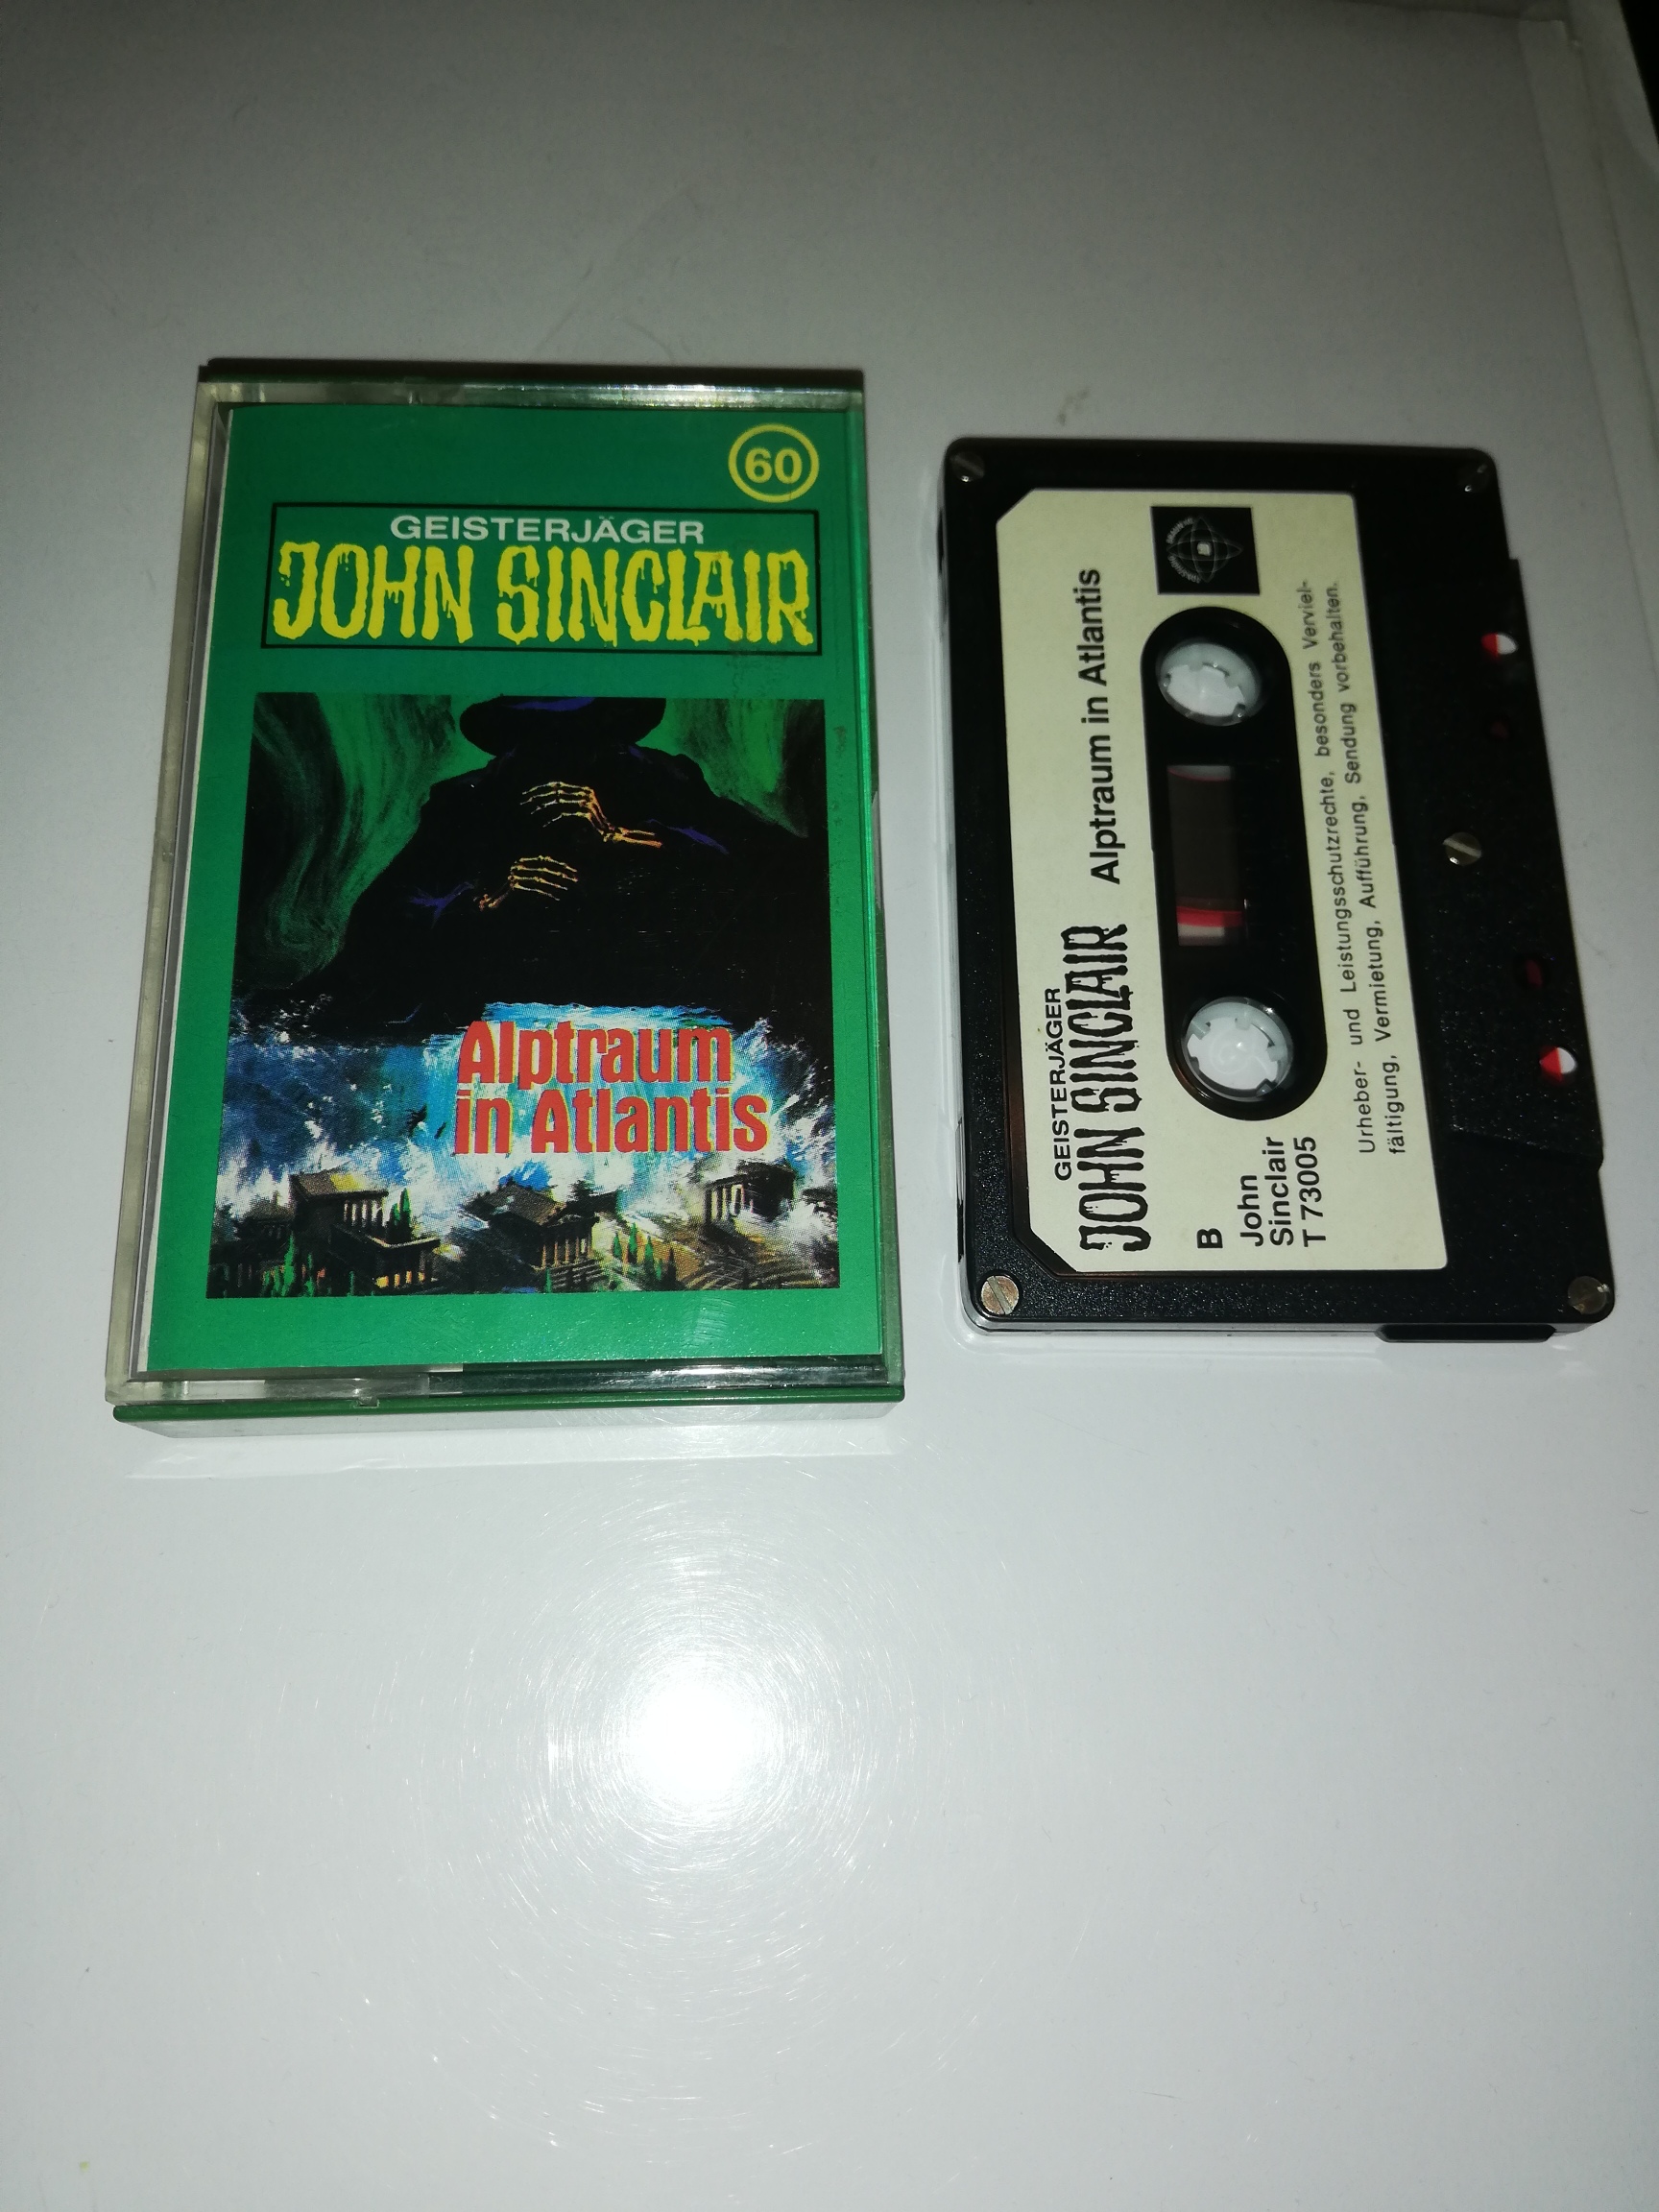 60
GEISTERJÄGER
JOHN SINCLAIR
Alptraum
in Atlantis
GEISTERJÄGER
JOHN SINCLAIR Alptraum in Atlantis
B
John
Sinclair
T 73005
Urheber- und Leistungsschutzrechte, besonders Verviel-
fältigung, Vermietung, Aufführung, Sendung vorbehalten.